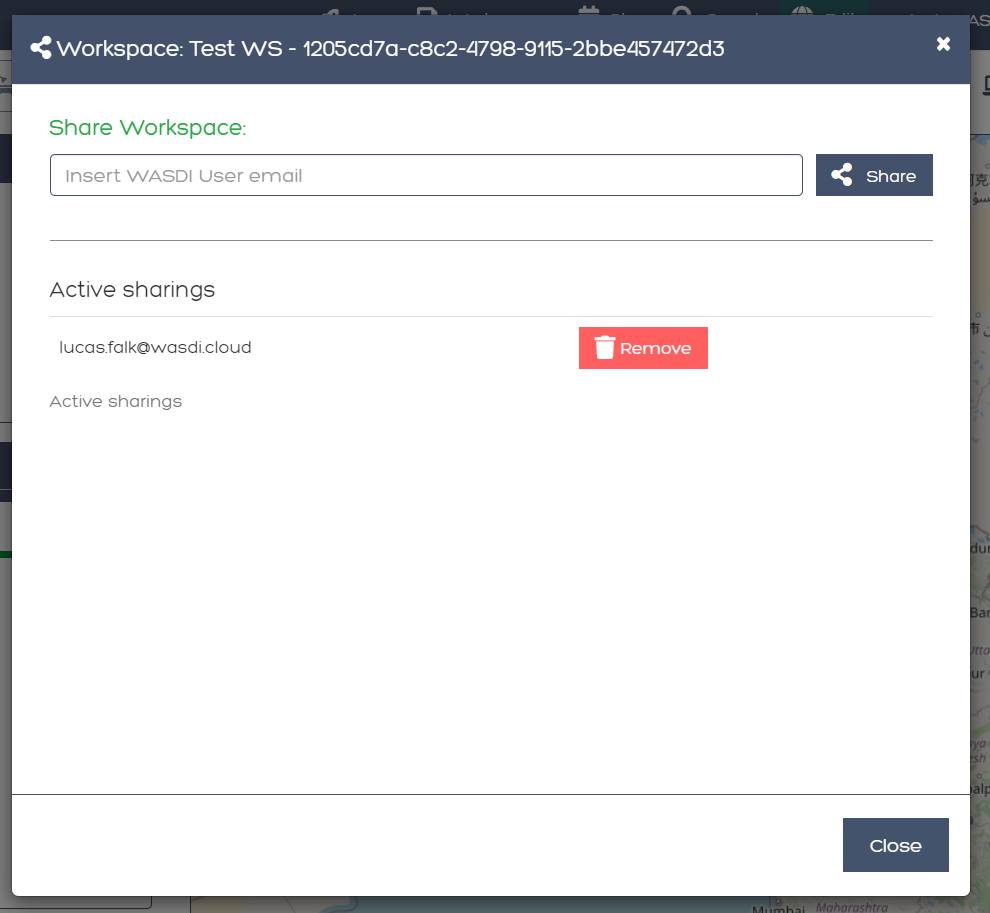 Workspace: Test WS - 1205cd7a-c8c2-4798-9115-2bbe457472d3
Share Workspace:
Insert WASDI User email
Share
Active sharings
lucas.falk@wasdi.cloud
Remove
Active sharings
Close
Mumbai
Maharashtra